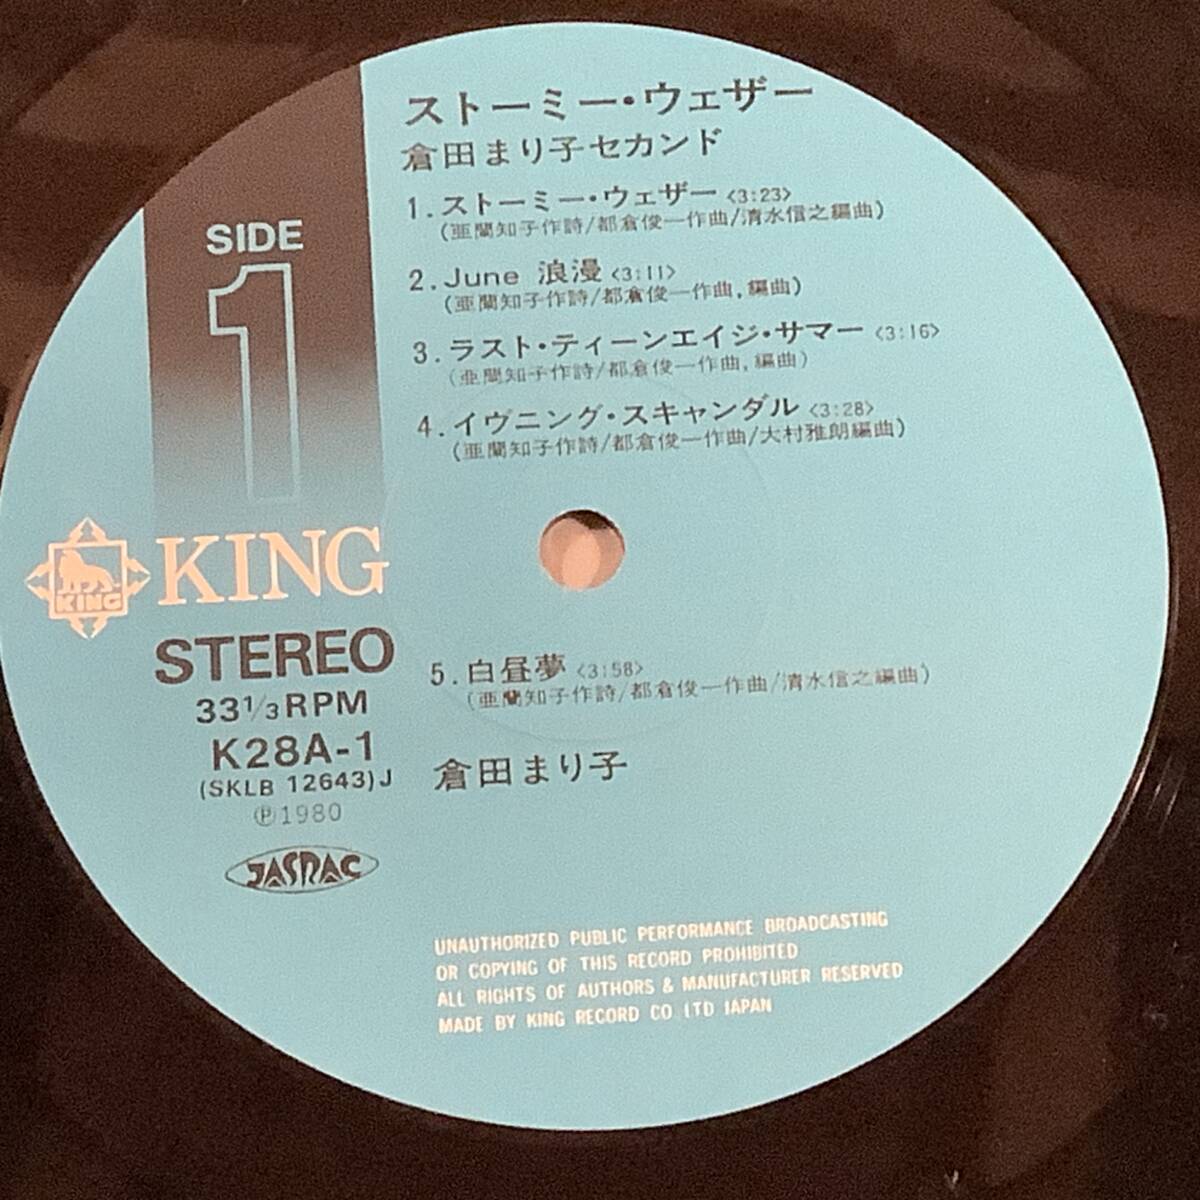 ストーミー・ウェザー
倉田まり子セカンド
1.ストーミー・ウェザー〈3:23〉
(亜蘭知子作詩/都倉俊一作曲/清水信之編曲)
2.June 浪漫〈3:11〉
(亜蘭知子作詩/都倉俊一作曲,編曲)
3.ラスト・ティーンエイジ・サマー〈3:16〉
(亜蘭知子作詩/都倉俊一作曲,編曲)
4.イヴニング・スキャンダル〈3:28〉
(亜蘭知子作詩/都倉俊一作曲/大村雅朗編曲)
5.白昼夢〈3:58〉
(亜蘭知子作詩/都倉俊一作曲/清水信之編曲)
倉田まり子
SIDE
1
KING
KING
STEREO
33 1/3 RPM
K28A-1
(SKLB 12643)J
Ⓟ1980
JASRAC
UNAUTHORIZED PUBLIC PERFORMANCE BROADCASTING
OR COPYING OF THIS RECORD PROHIBITED
ALL RIGHTS OF AUTHORS & MANUFACTURER RESERVED
MADE BY KING RECORD CO LTD JAPAN